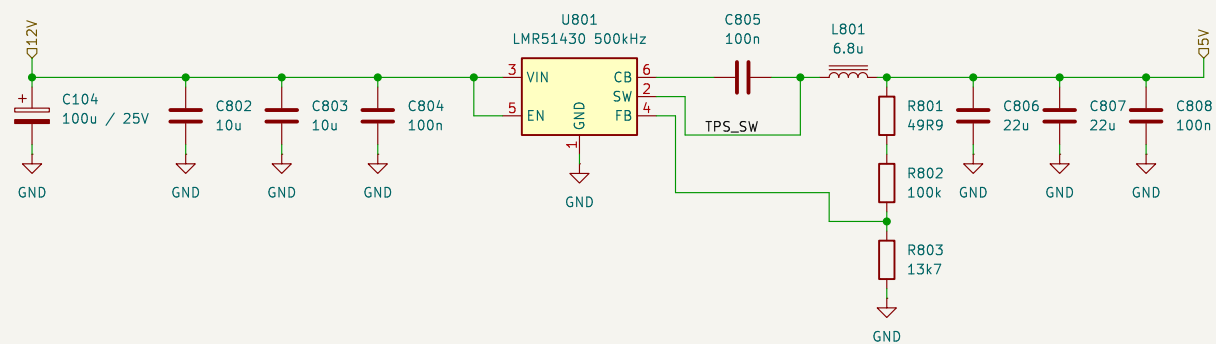 12V
C104
100u / 25V
GND
C802
10u
GND
C803
10u
GND
C804
100n
GND
U801
LMR51430 500kHz
3
VIN
5
EN
GND
1
CB
6
SW
2
FB
4
GND
TPS_SW
C805
100n
L801
6.8u
R801
49R9
R802
100k
R803
13k7
GND
C806
22u
GND
C807
22u
GND
C808
100n
GND
5V